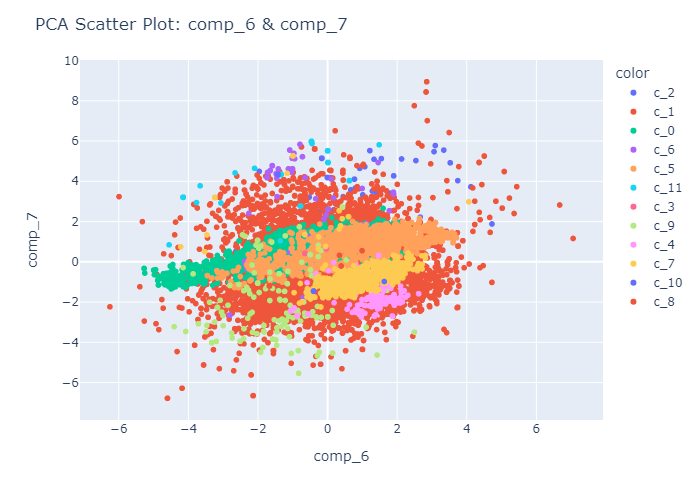 PCA Scatter Plot: comp_6 & comp_7
color
c_2
c_1
c_0
c_6
c_5
c_11
c_3
c_9
c_4
c_7
c_10
c_8
10
8
6
4
2
0
−2
−4
−6
comp_7
−6 −4 −2 0 2 4 6
comp_6